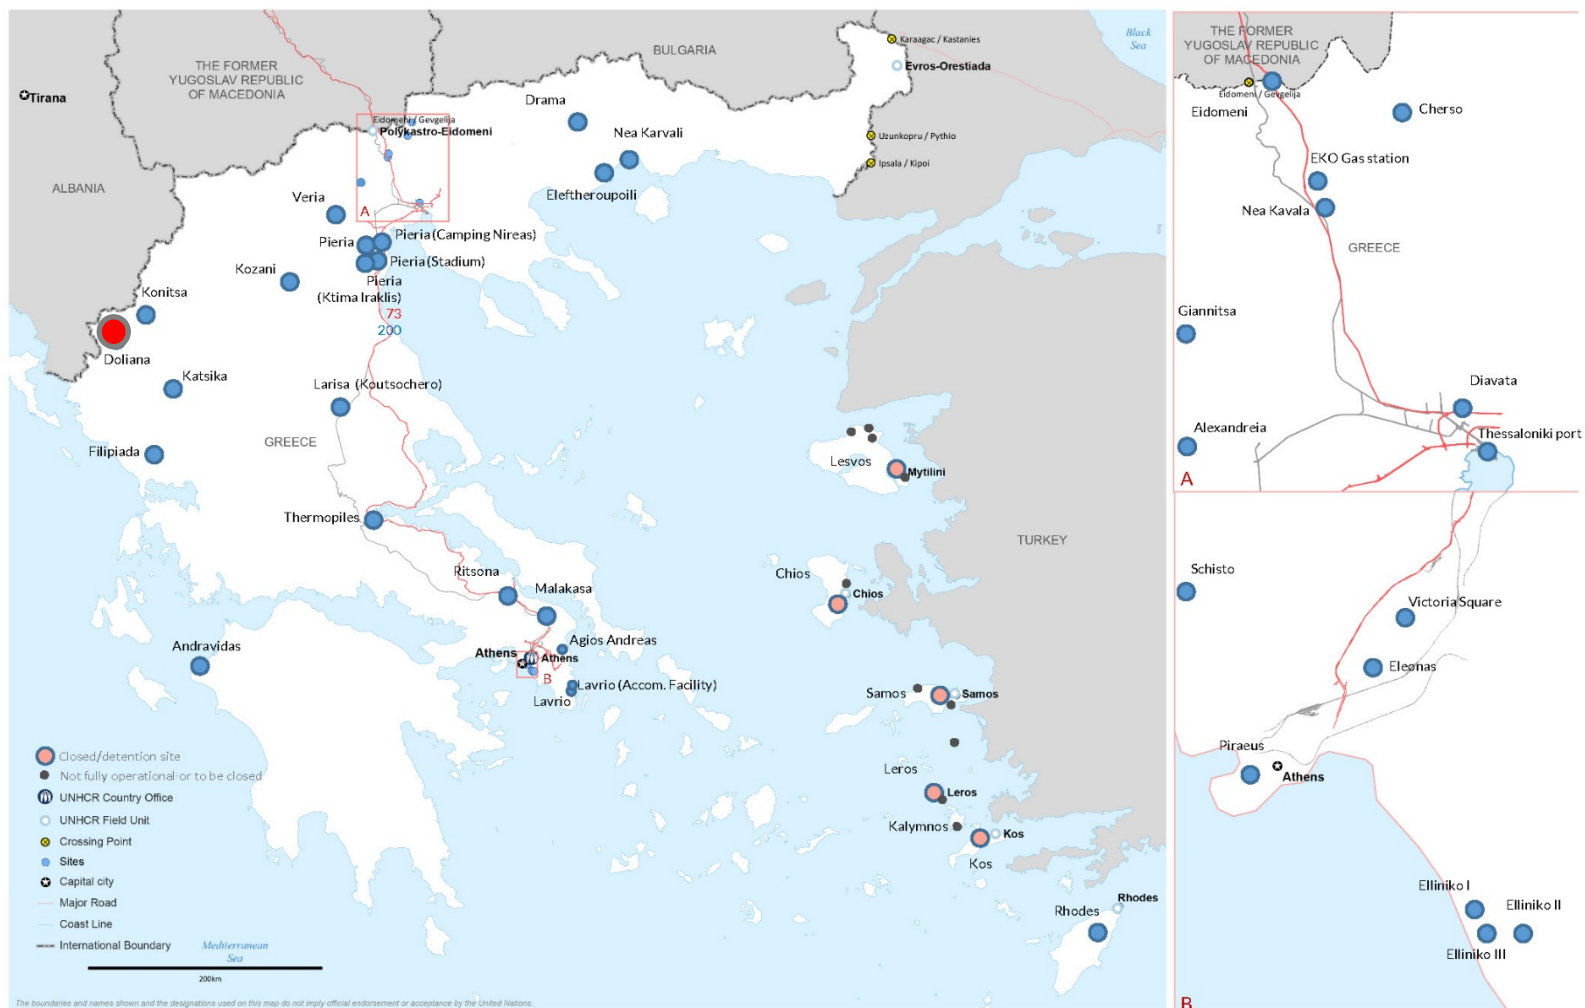 BULGARIA
Black
Sea
Karaagac / Kastanies
Evros-Orestiada
THE FORMER
YUGOSLAV REPUBLIC
OF MACEDONIA
Tirana
Drama
Eidomeni / Gevgelija
Polykastro-Eidomeni
Nea Karvali
Uzunkopru / Pythio
Ipsala / Kipoi
ALBANIA
Veria
A
Eleftheroupoili
Pieria
Pieria (Camping Nireas)
Pieria (Stadium)
Kozani
Pieria
(Ktima Iraklis)
73
200
Konitsa
Doliana
Katsika
Larisa (Koutsochero)
GREECE
Filipiada
Lesvos
Mytilini
Thermopiles
TURKEY
Ritsona
Malakasa
Chios
Chios
Andravidas
Agios Andreas
Athens
Athens
B
Lavrio (Accom. Facility)
Lavrio
Samos
Samos
Leros
Leros
Kalymnos
Kos
Kos
Rhodes
Rhodes
Closed/detention site
Not fully operational or to be closed
UNHCR Country Office
UNHCR Field Unit
Crossing Point
Sites
Capital city
Major Road
Coast Line
International Boundary
Mediterranean
Sea
200km
The boundaries and names shown and the designations used on this map do not imply official endorsement or acceptance by the United Nations.
THE FORMER
YUGOSLAV REPUBLIC
OF MACEDONIA
Eidomeni / Gevgelija
Eidomeni
Cherso
EKO Gas station
Nea Kavala
GREECE
Giannitsa
Diavata
Alexandreia
Thessaloniki port
A
Schisto
Victoria Square
Eleonas
Piraeus
Athens
Elliniko I
Elliniko II
Elliniko III
B